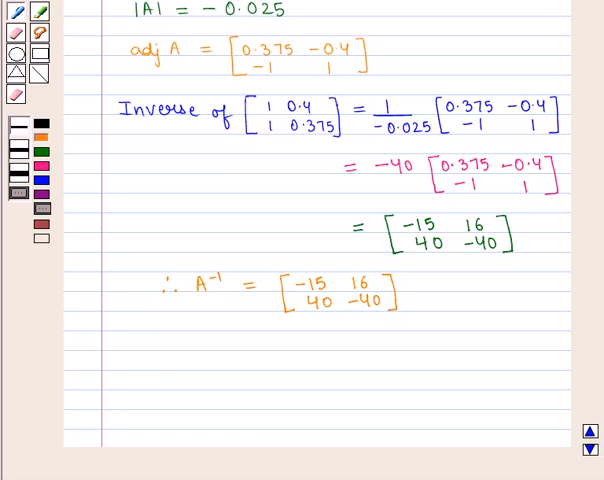 |A| = - 0.025
adj A = [0.375 -0.4
-1 1]
Inverse of [1 0.4
1 0.375] = 1/-0.025 [0.375 -0.4
-1 1]
= -40 [0.375 -0.4
-1 1]
= [-15 16
40 -40]
∴ A⁻¹ = [-15 16
40 -40]